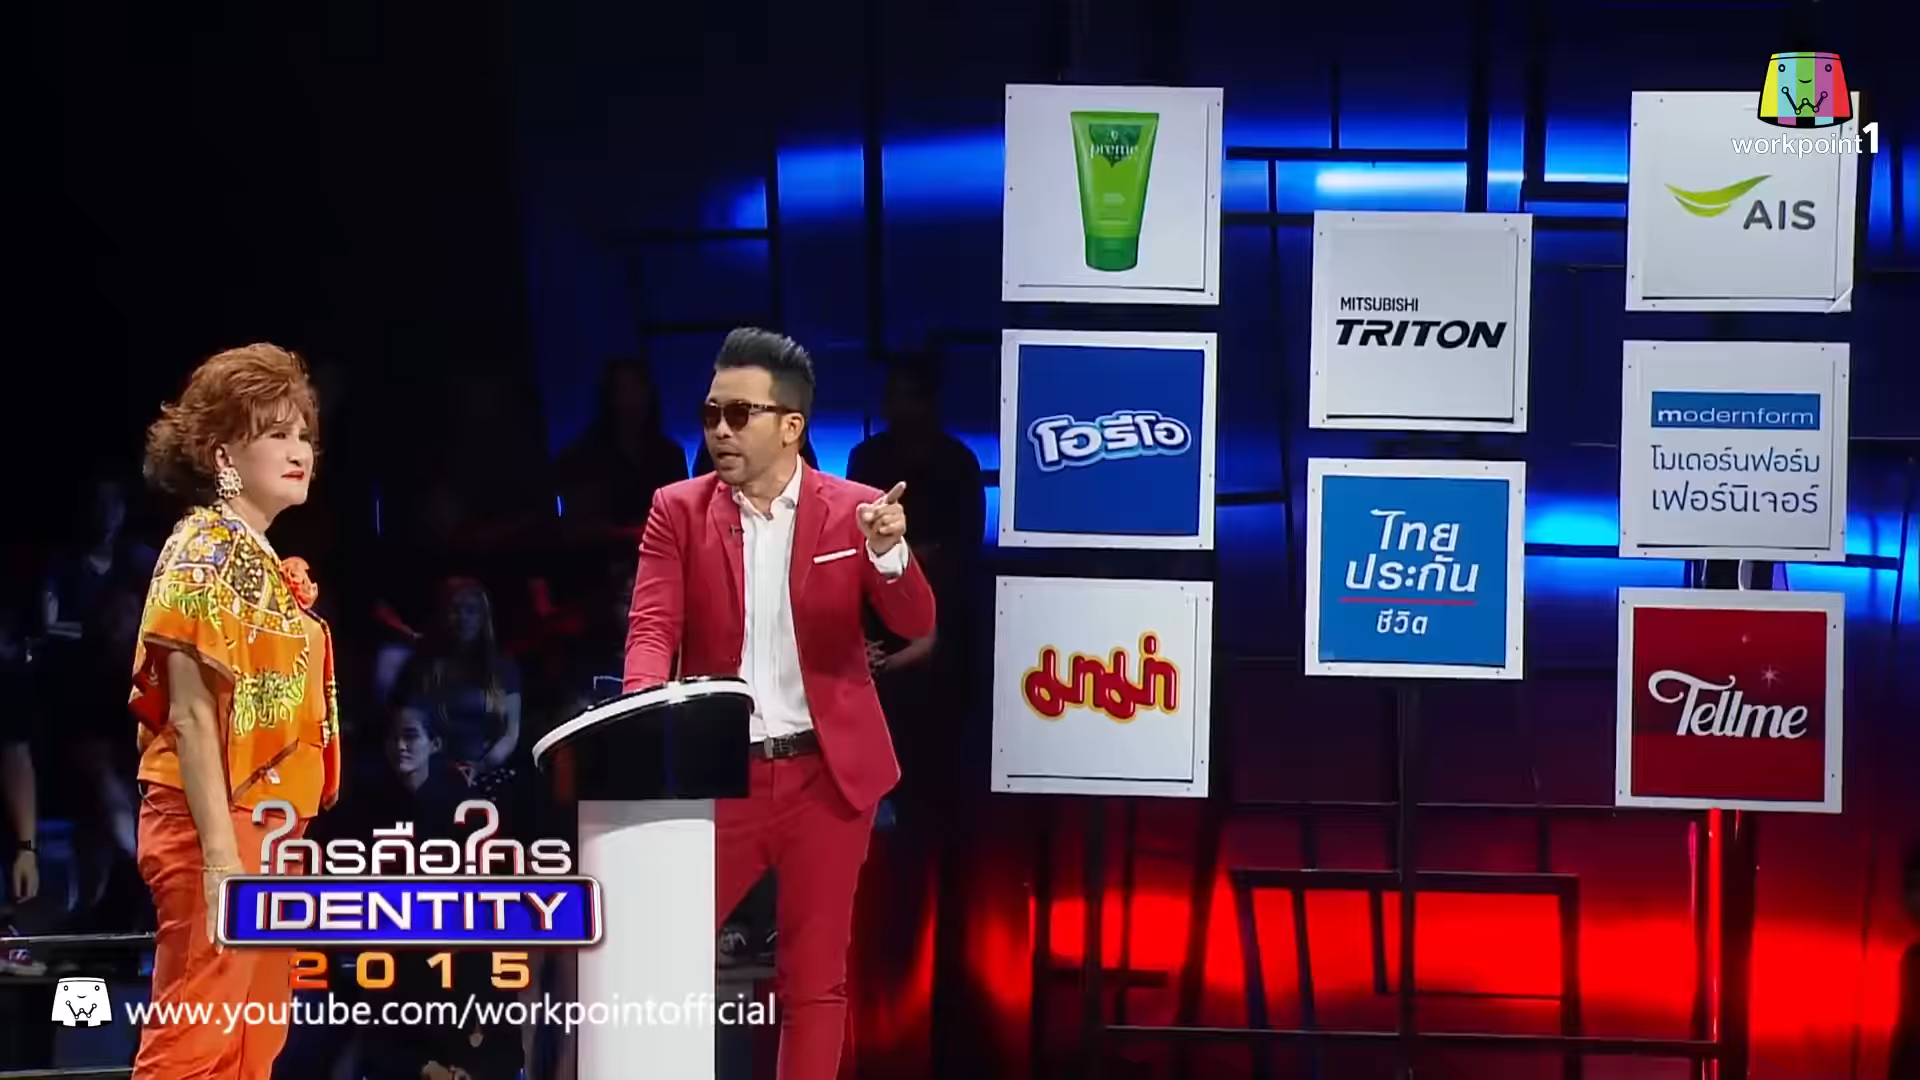 workpoint1
preme
AIS
MITSUBISHI
TRITON
โอรีโอ
modernform
โมเดอร์นฟอร์ม
เฟอร์นิเจอร์
ไทย
ประกัน
ชีวิต
มาม่า
Tellme
ใครคือใคร
IDENTITY
2015
www.youtube.com/workpointofficial